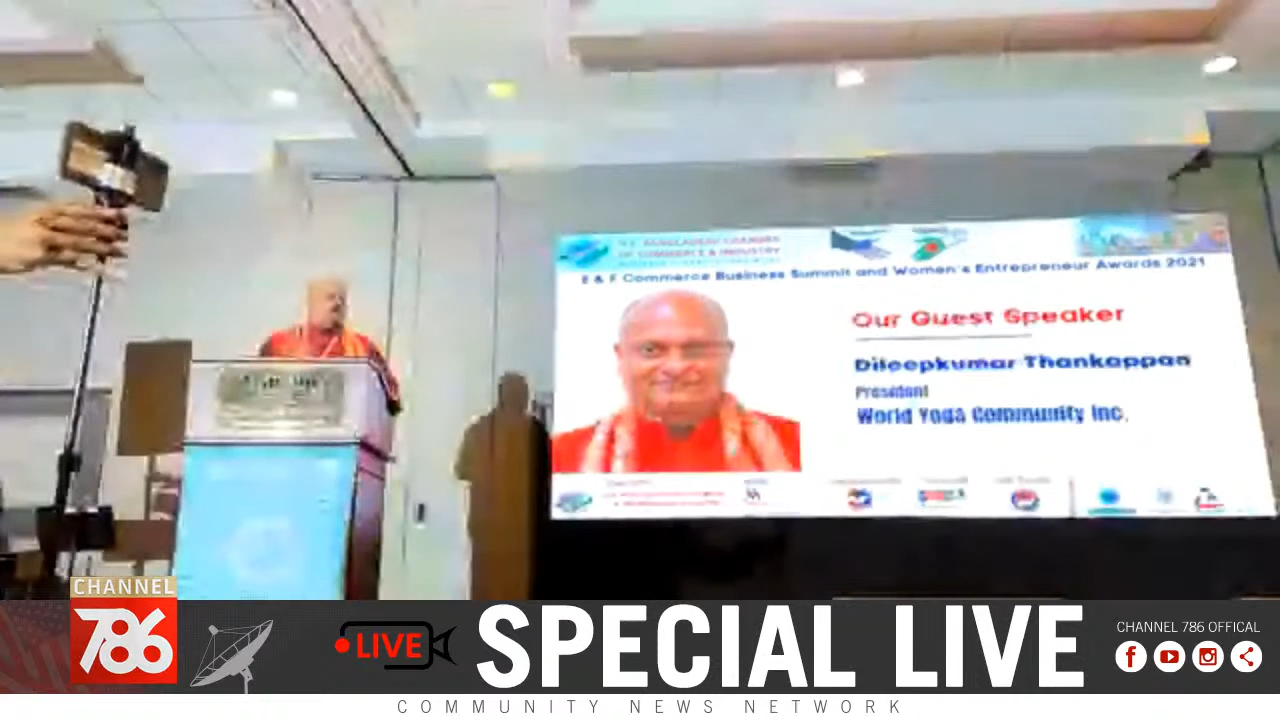 U.S. BANGLADESH CHAMBER
OF COMMERCE & INDUSTRY
E & F Commerce Business Summit and Women's Entrepreneur Awards 2021
Our Guest Speaker
Dileepkumar Thankappan
President
World Yoga Community Inc.
CHANNEL
786
LIVE
SPECIAL LIVE
CHANNEL 786 OFFICAL
COMMUNITY NEWS NETWORK